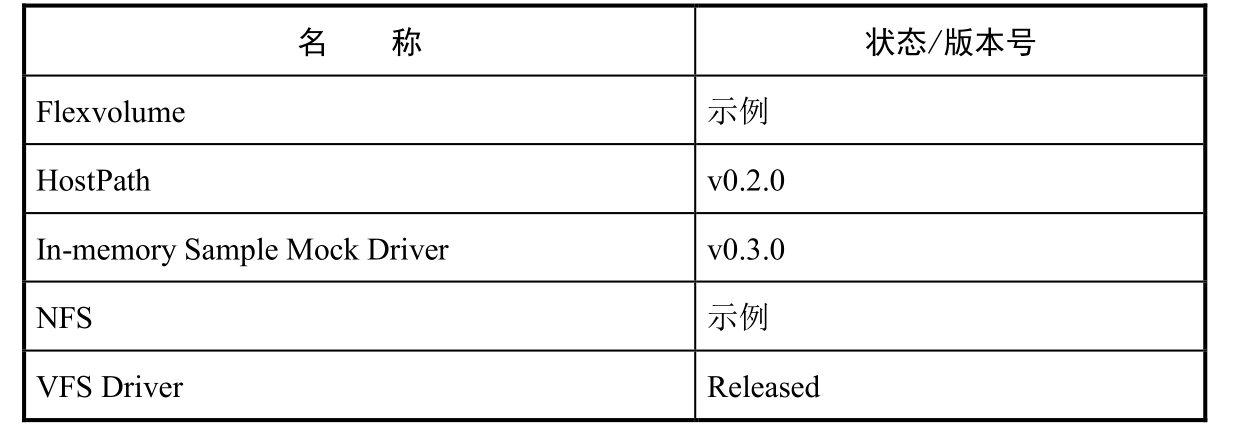 名 称 状态/版本号
Flexvolume 示例
HostPath v0.2.0
In-memory Sample Mock Driver v0.3.0
NFS 示例
VFS Driver Released